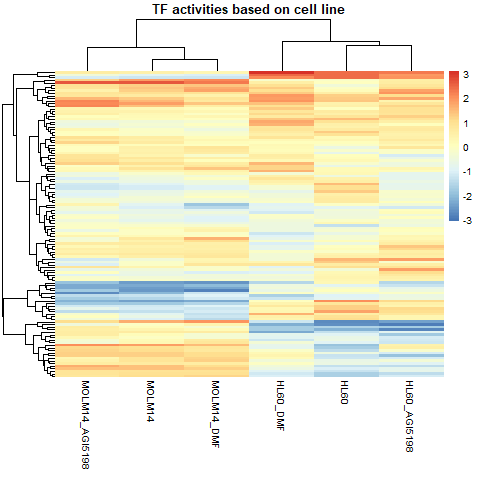 TF activities based on cell line
3
2
1
0
-1
-2
-3
MOLM14_AGI5198
MOLM14
MOLM14_DMF
HL60_DMF
HL60
HL60_AGI5198